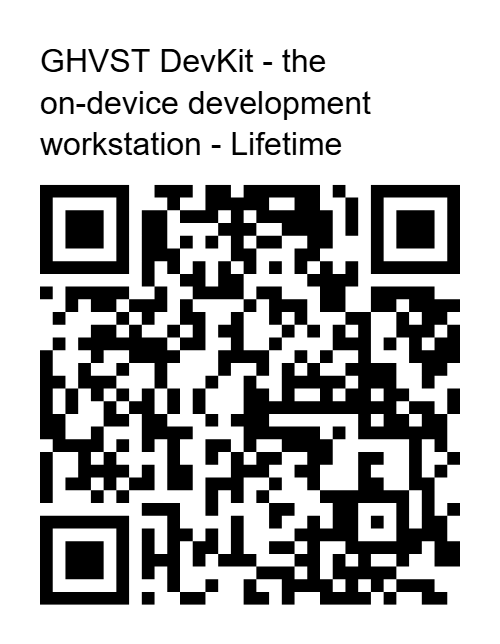 GHVST DevKit - the
on-device development
workstation - Lifetime